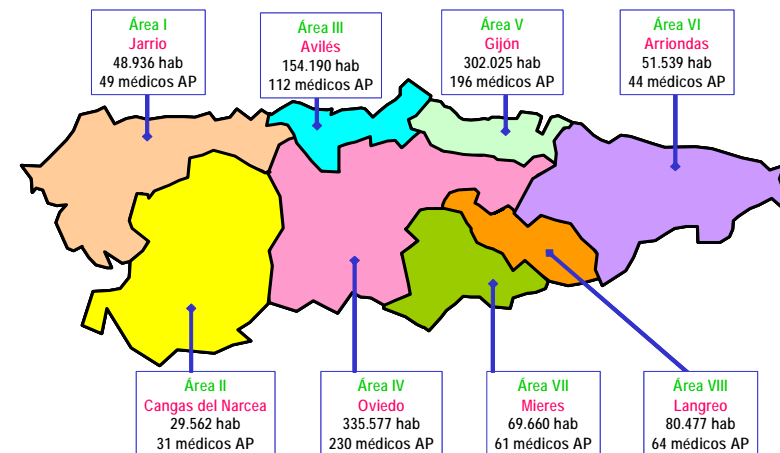 Área I
Jarrio
48.936 hab
49 médicos AP
Área III
Avilés
154.190 hab
112 médicos AP
Área V
Gijón
302.025 hab
196 médicos AP
Área VI
Arriondas
51.539 hab
44 médicos AP
Área II
Cangas del Narcea
29.562 hab
31 médicos AP
Área IV
Oviedo
335.577 hab
230 médicos AP
Área VII
Mieres
69.660 hab
61 médicos AP
Área VIII
Langreo
80.477 hab
64 médicos AP